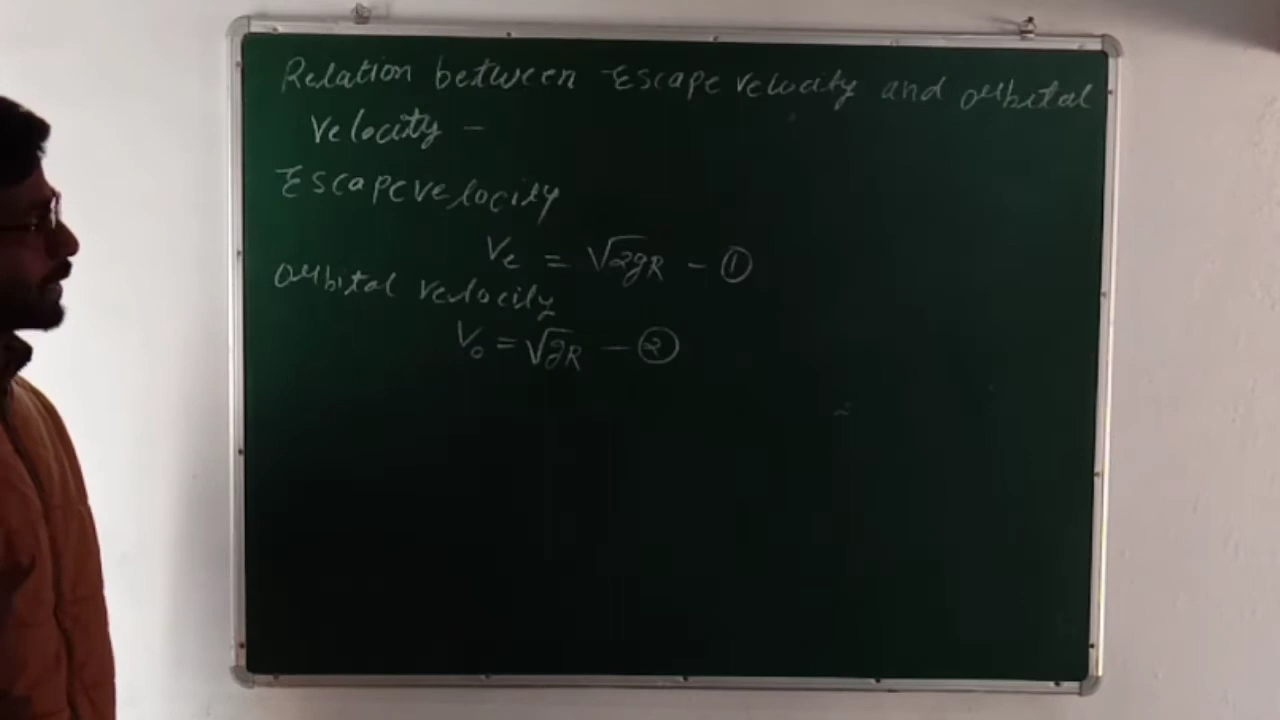 Relation between Escape velocity and orbital
velocity -
Escape velocity
Ve = √2gR - ①
orbital velocity
Vo = √gR - ②